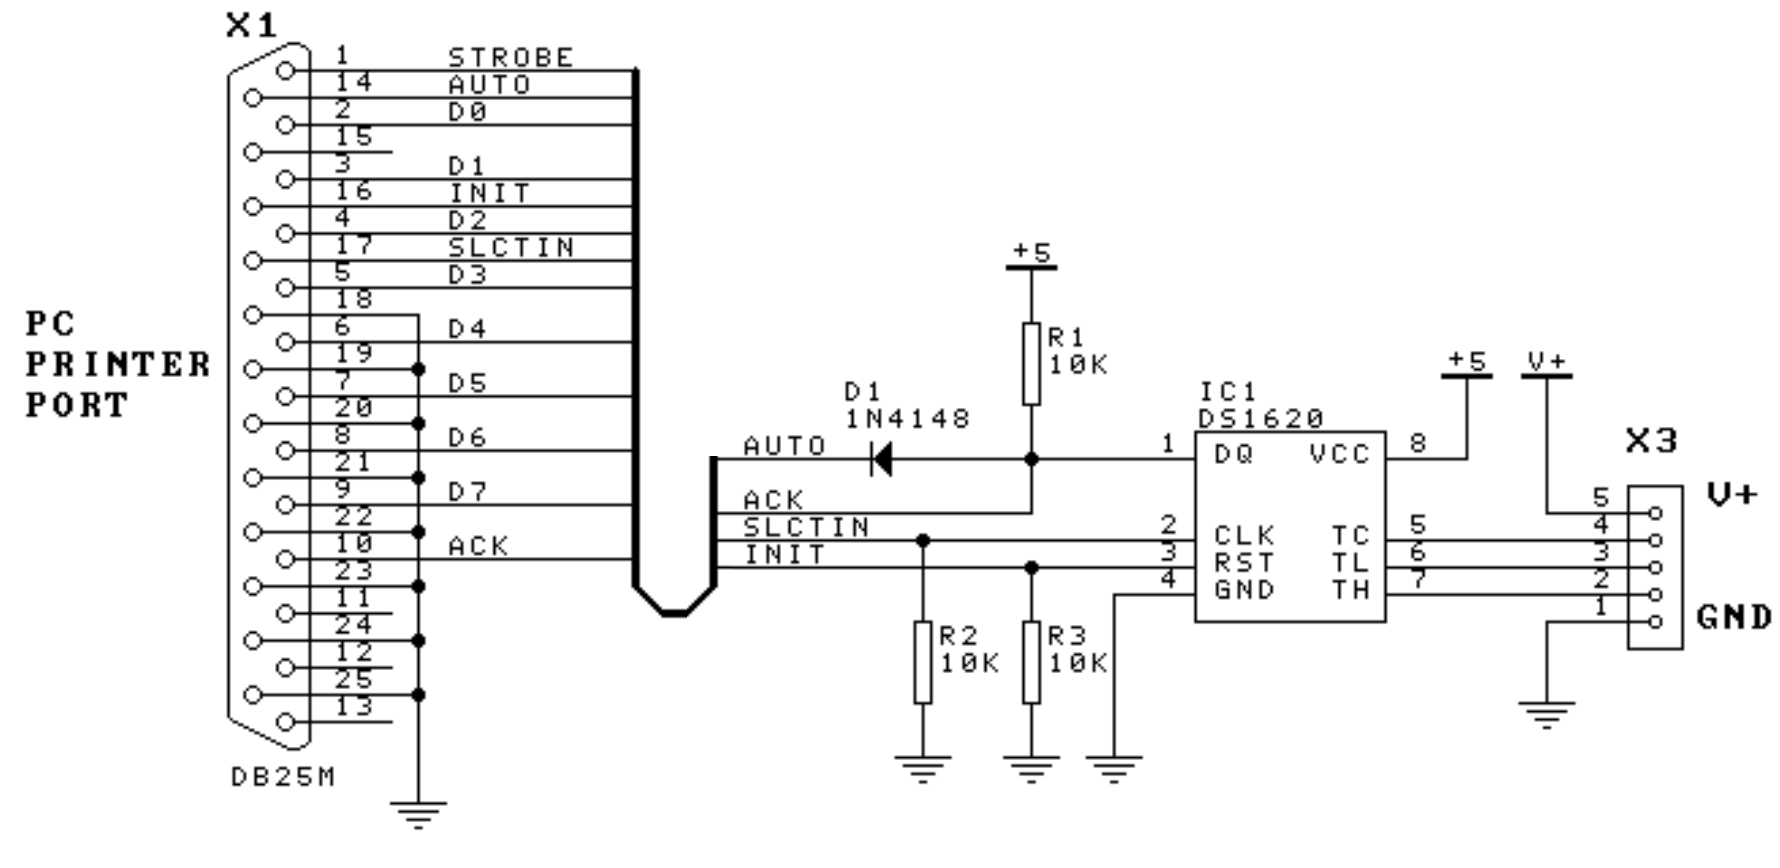 X1
1 STROBE
14 AUTO
2 D0
15
3 D1
16 INIT
4 D2
17 SLCTIN
5 D3
18
6 D4
19
7 D5
20
8 D6
21
9 D7
22
10 ACK
23
11
24
12
25
13
DB25M
PC
PRINTER
PORT
+5
R1
10K
D1
1N4148
AUTO
ACK
SLCTIN
INIT
R2
10K
R3
10K
IC1
DS1620
1 DQ VCC 8
2 CLK TC 5
3 RST TL 6
4 GND TH 7
+5
V+
X3
5 V+
4
3
2
1 GND